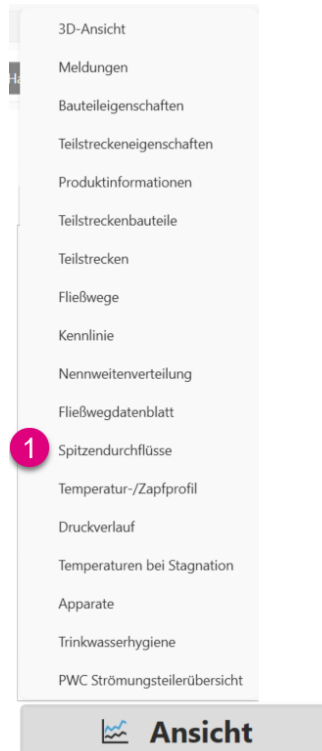 3D-Ansicht
Meldungen
Bauteileigenschaften
Teilstreckeneigenschaften
Produktinformationen
Teilstreckenbauteile
Teilstrecken
Fließwege
Kennlinie
Nennweitenverteilung
Fließwegdatenblatt
1 Spitzendurchflüsse
Temperatur-/Zapfprofil
Druckverlauf
Temperaturen bei Stagnation
Apparate
Trinkwasserhygiene
PWC Strömungsteilerübersicht
Ansicht